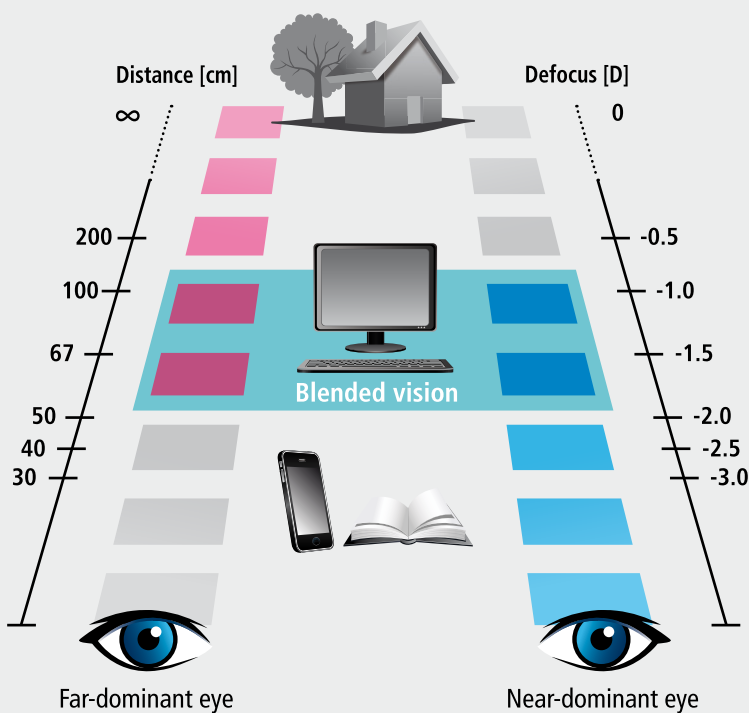 Distance [cm]
Defocus [D]
∞
0
200
-0.5
100
-1.0
67
-1.5
Blended vision
50
-2.0
40
-2.5
30
-3.0
Far-dominant eye
Near-dominant eye